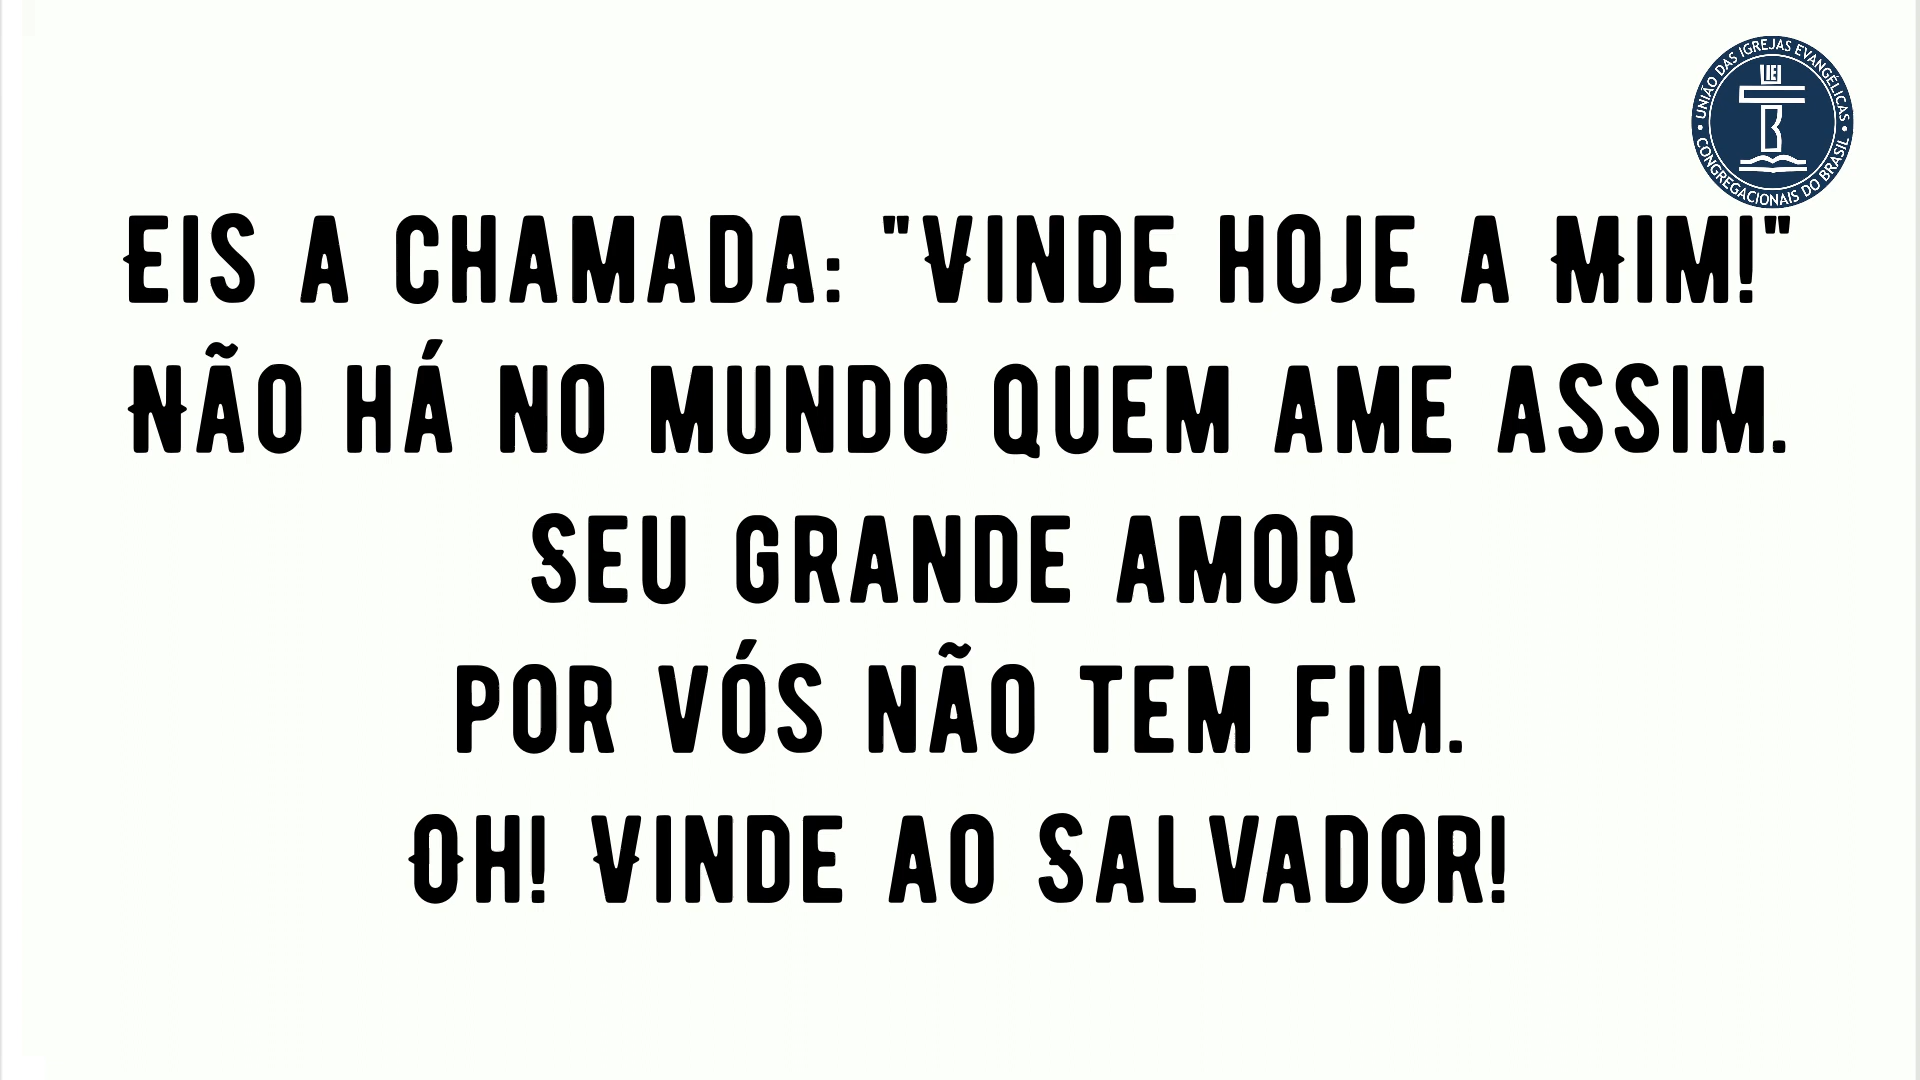 • UNIÃO DAS IGREJAS EVANGÉLICAS •
CONGREGACIONAIS DO BRASIL
Eis a chamada: "Vinde hoje a Mim!"
Não há no mundo quem ame assim.
Seu grande amor
por vós não tem fim.
Oh! Vinde ao Salvador!